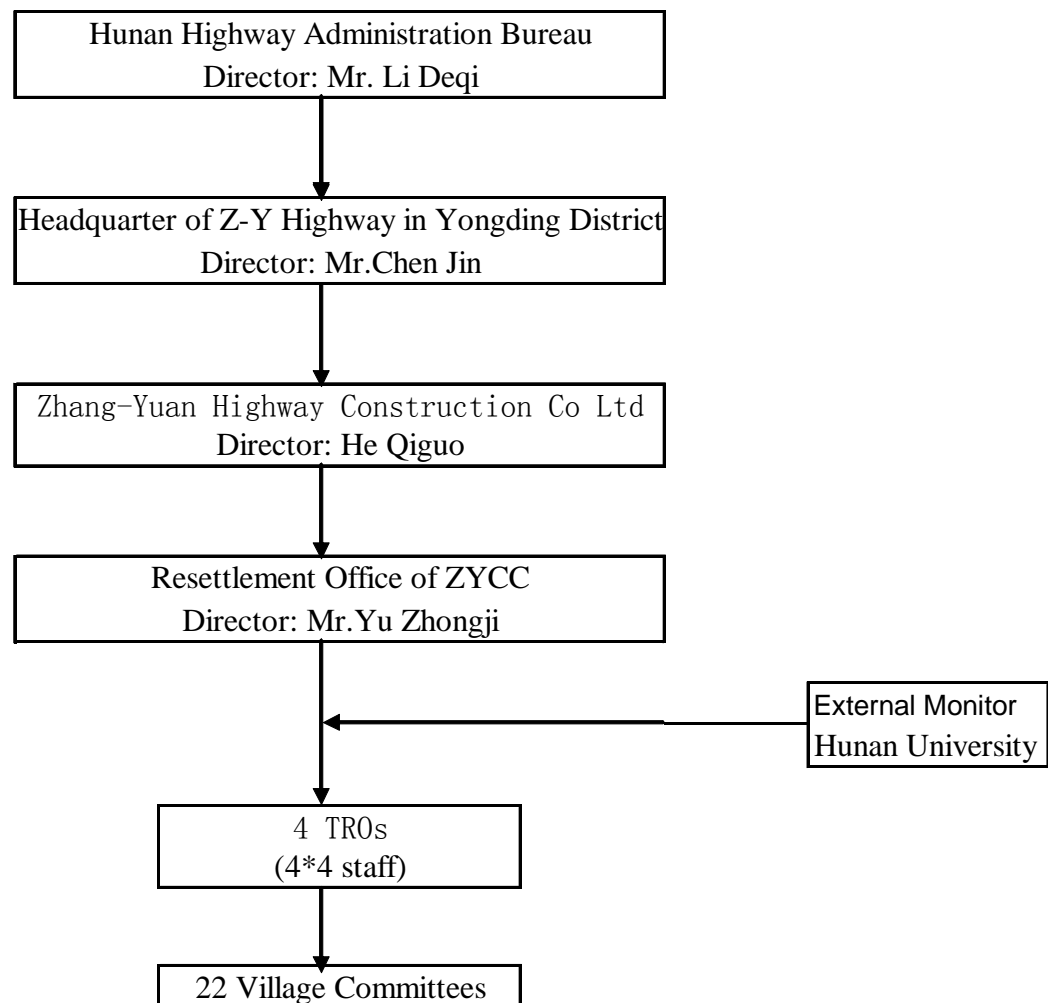 Hunan Highway Administration Bureau
Director: Mr. Li Deqi
Headquarter of Z-Y Highway in Yongding District
Director: Mr.Chen Jin
Zhang-Yuan Highway Construction Co Ltd
Director: He Qiguo
Resettlement Office of ZYCC
Director: Mr.Yu Zhongji
External Monitor
Hunan University
4 TROs
(4*4 staff)
22 Village Committees